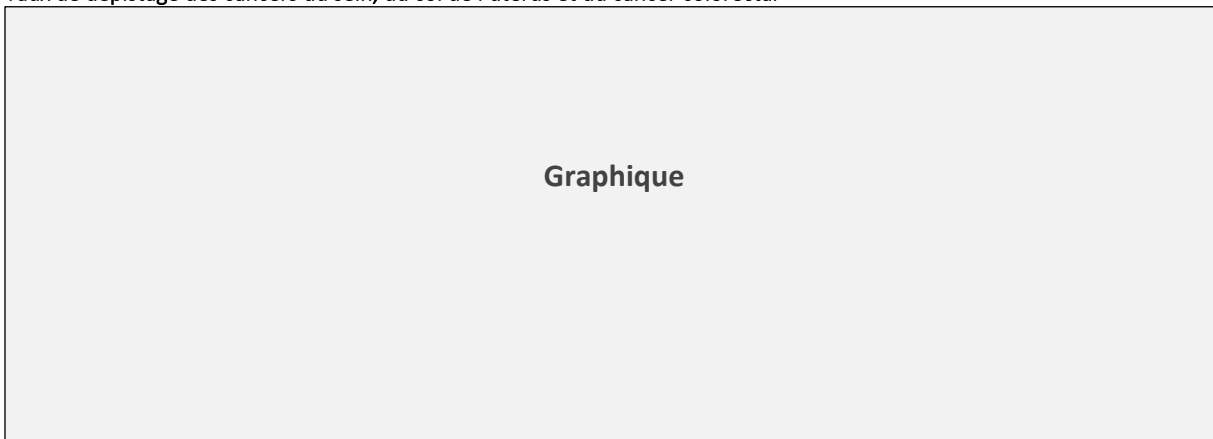 Taux de dépistage des cancers du sein, du col de l'utérus et du cancer colorectal
Graphique